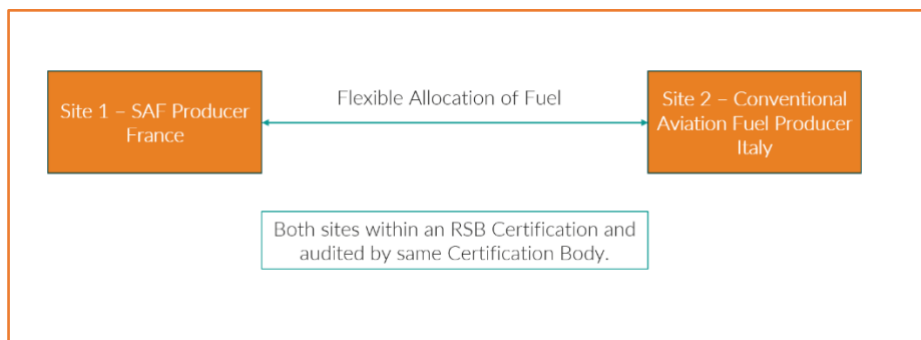 Site 1 – SAF Producer
France
Flexible Allocation of Fuel
Site 2 – Conventional
Aviation Fuel Producer
Italy
Both sites within an RSB Certification and
audited by same Certification Body.